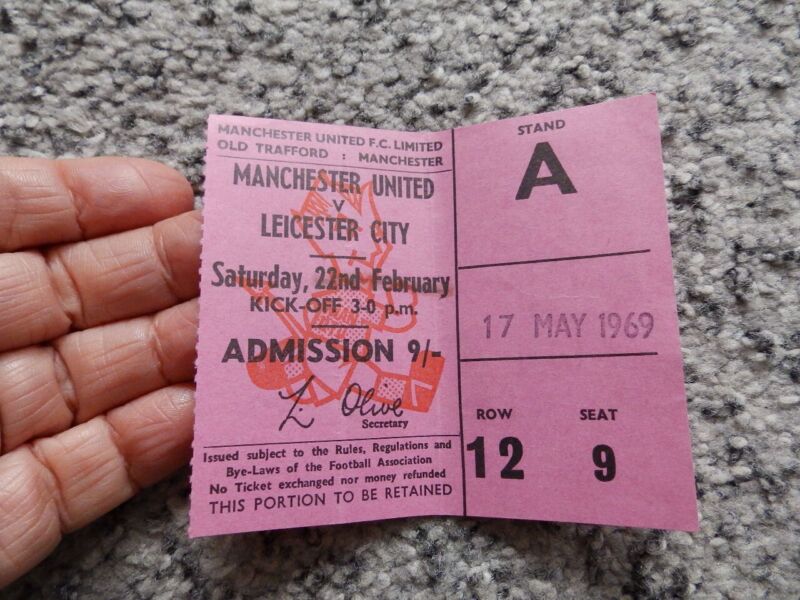 MANCHESTER UNITED F.C. LIMITED
OLD TRAFFORD : MANCHESTER
MANCHESTER UNITED
V
LEICESTER CITY
Saturday, 22nd February
KICK-OFF 3-0 p.m.
ADMISSION 9/-
L. Olive
Secretary
Issued subject to the Rules, Regulations and
Bye-Laws of the Football Association
No Ticket exchanged nor money refunded
THIS PORTION TO BE RETAINED
STAND
A
17 MAY 1969
ROW SEAT
12 9